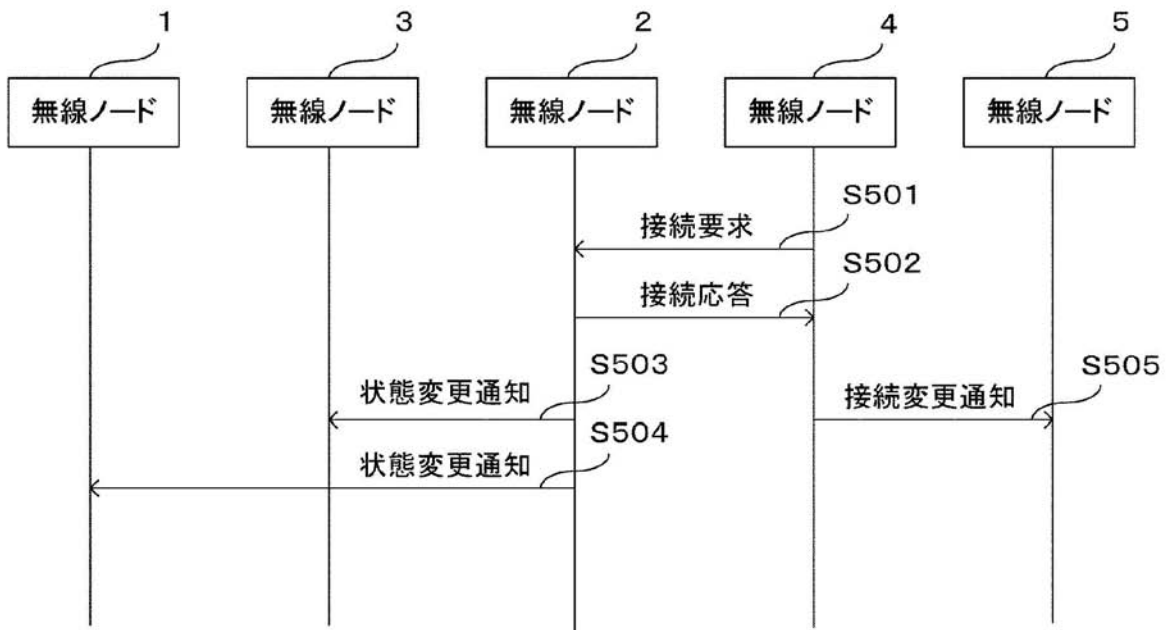 1
3
2
4
5
無線ノード
無線ノード
無線ノード
無線ノード
無線ノード
S501
接続要求
S502
接続応答
S503
状態変更通知
S505
接続変更通知
S504
状態変更通知